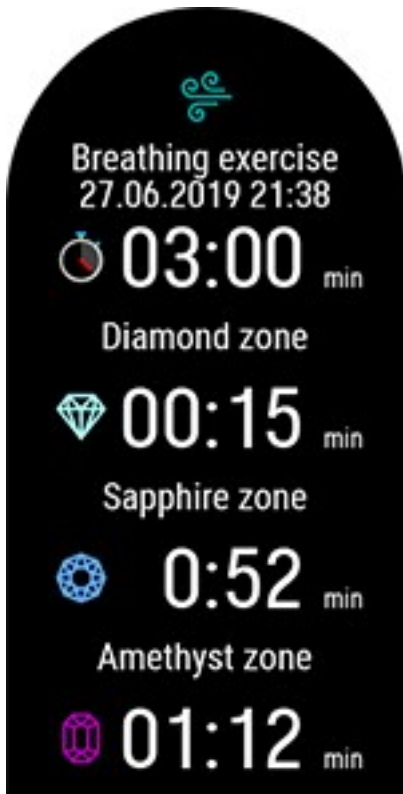 Breathing exercise
27.06.2019 21:38
03:00 min
Diamond zone
00:15 min
Sapphire zone
0:52 min
Amethyst zone
01:12 min